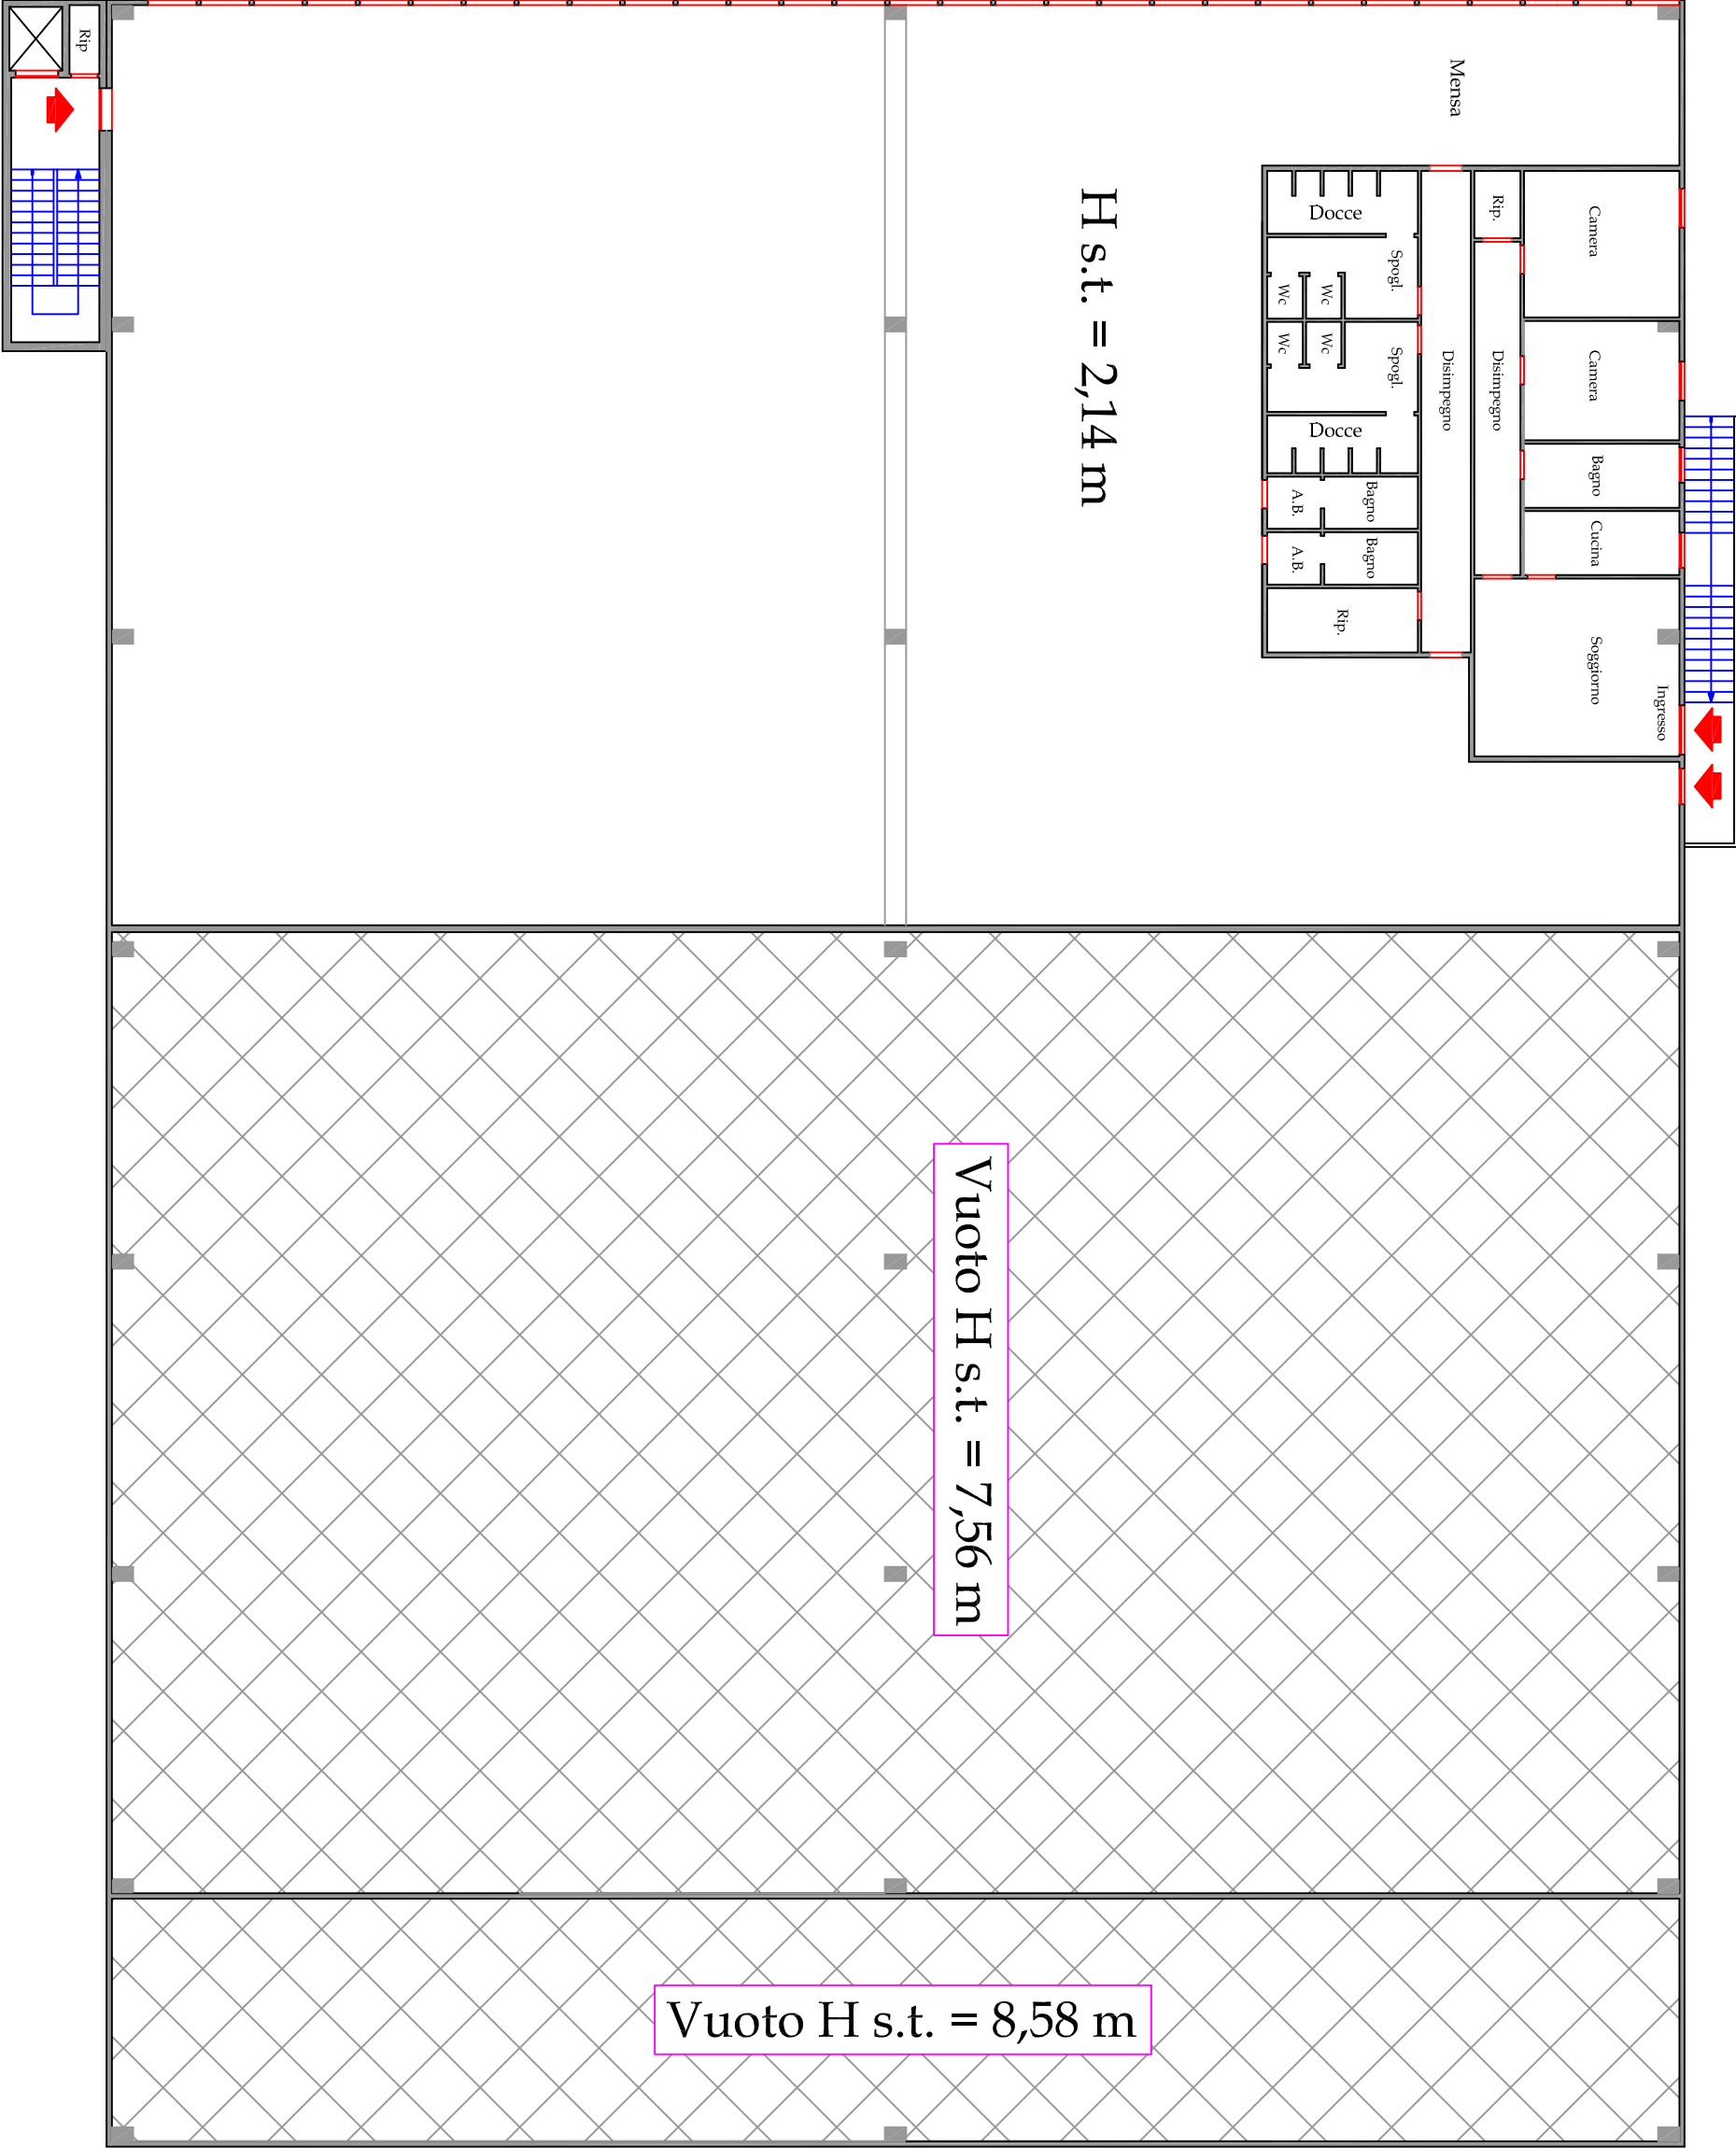 Rip
Mensa
H s.t. = 2,14 m
Docce
Spogl.
Wc
Wc
Wc
Wc
Spogl.
Docce
A.B.
Bagno
A.B.
Bagno
Rip.
Disimpegno
Rip.
Disimpegno
Camera
Camera
Bagno
Cucina
Soggiorno
Ingresso
Vuoto H s.t. = 7,56 m
Vuoto H s.t. = 8,58 m